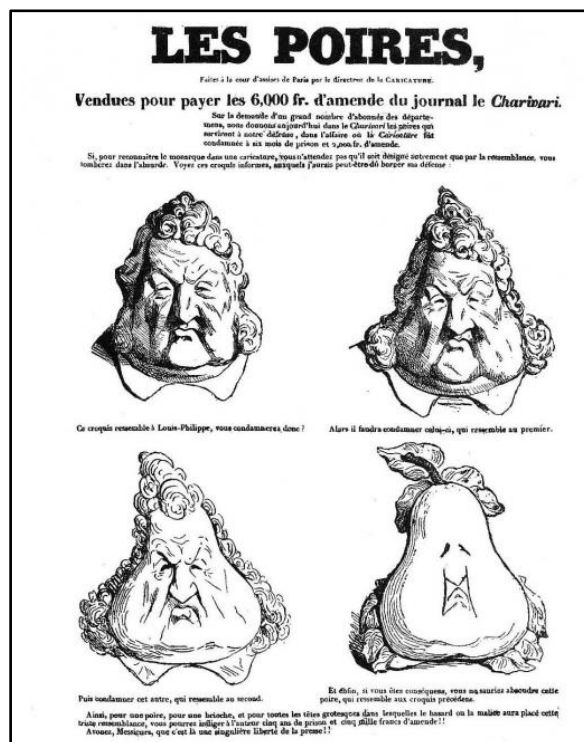 LES POIRES,
Faites à la cour d'assises de Paris par le directeur de la CARICATURE.
Vendues pour payer les 6,000 fr. d'amende du journal le Charivari.
Sur la demande d'un grand nombre d'abonnés des départe-
mens, nous donnons aujourd'hui dans le Charivari les poires qui
servirent à notre défense, dans l'affaire où la Caricature fut
condamnée à six mois de prison et 2,000 fr. d'amende.
Si, pour reconnaître le monarque dans une caricature, vous n'attendez pas qu'il soit désigné autrement que par la ressemblance, vous
tomberez dans l'absurde. Voyez ces croquis informes, auxquels j'aurais peut-être dû borner ma défense :
Ce croquis ressemble à Louis-Philippe, vous condamnerez donc ?
Alors il faudra condamner celui-ci, qui ressemble au premier.
Puis condamner cet autre, qui ressemble au second.
Et enfin, si vous êtes conséquens, vous ne sauriez absoudre cette
poire, qui ressemble aux croquis précédens.
Ainsi, pour une poire, pour une brioche, et pour toutes les têtes grotesques dans lesquelles le hasard ou la malice aura placé cette
triste ressemblance, vous pourrez infliger à l'auteur cinq ans de prison et cinq mille francs d'amende !!
Avouez, Messieurs, que c'est là une singulière liberté de la presse !!